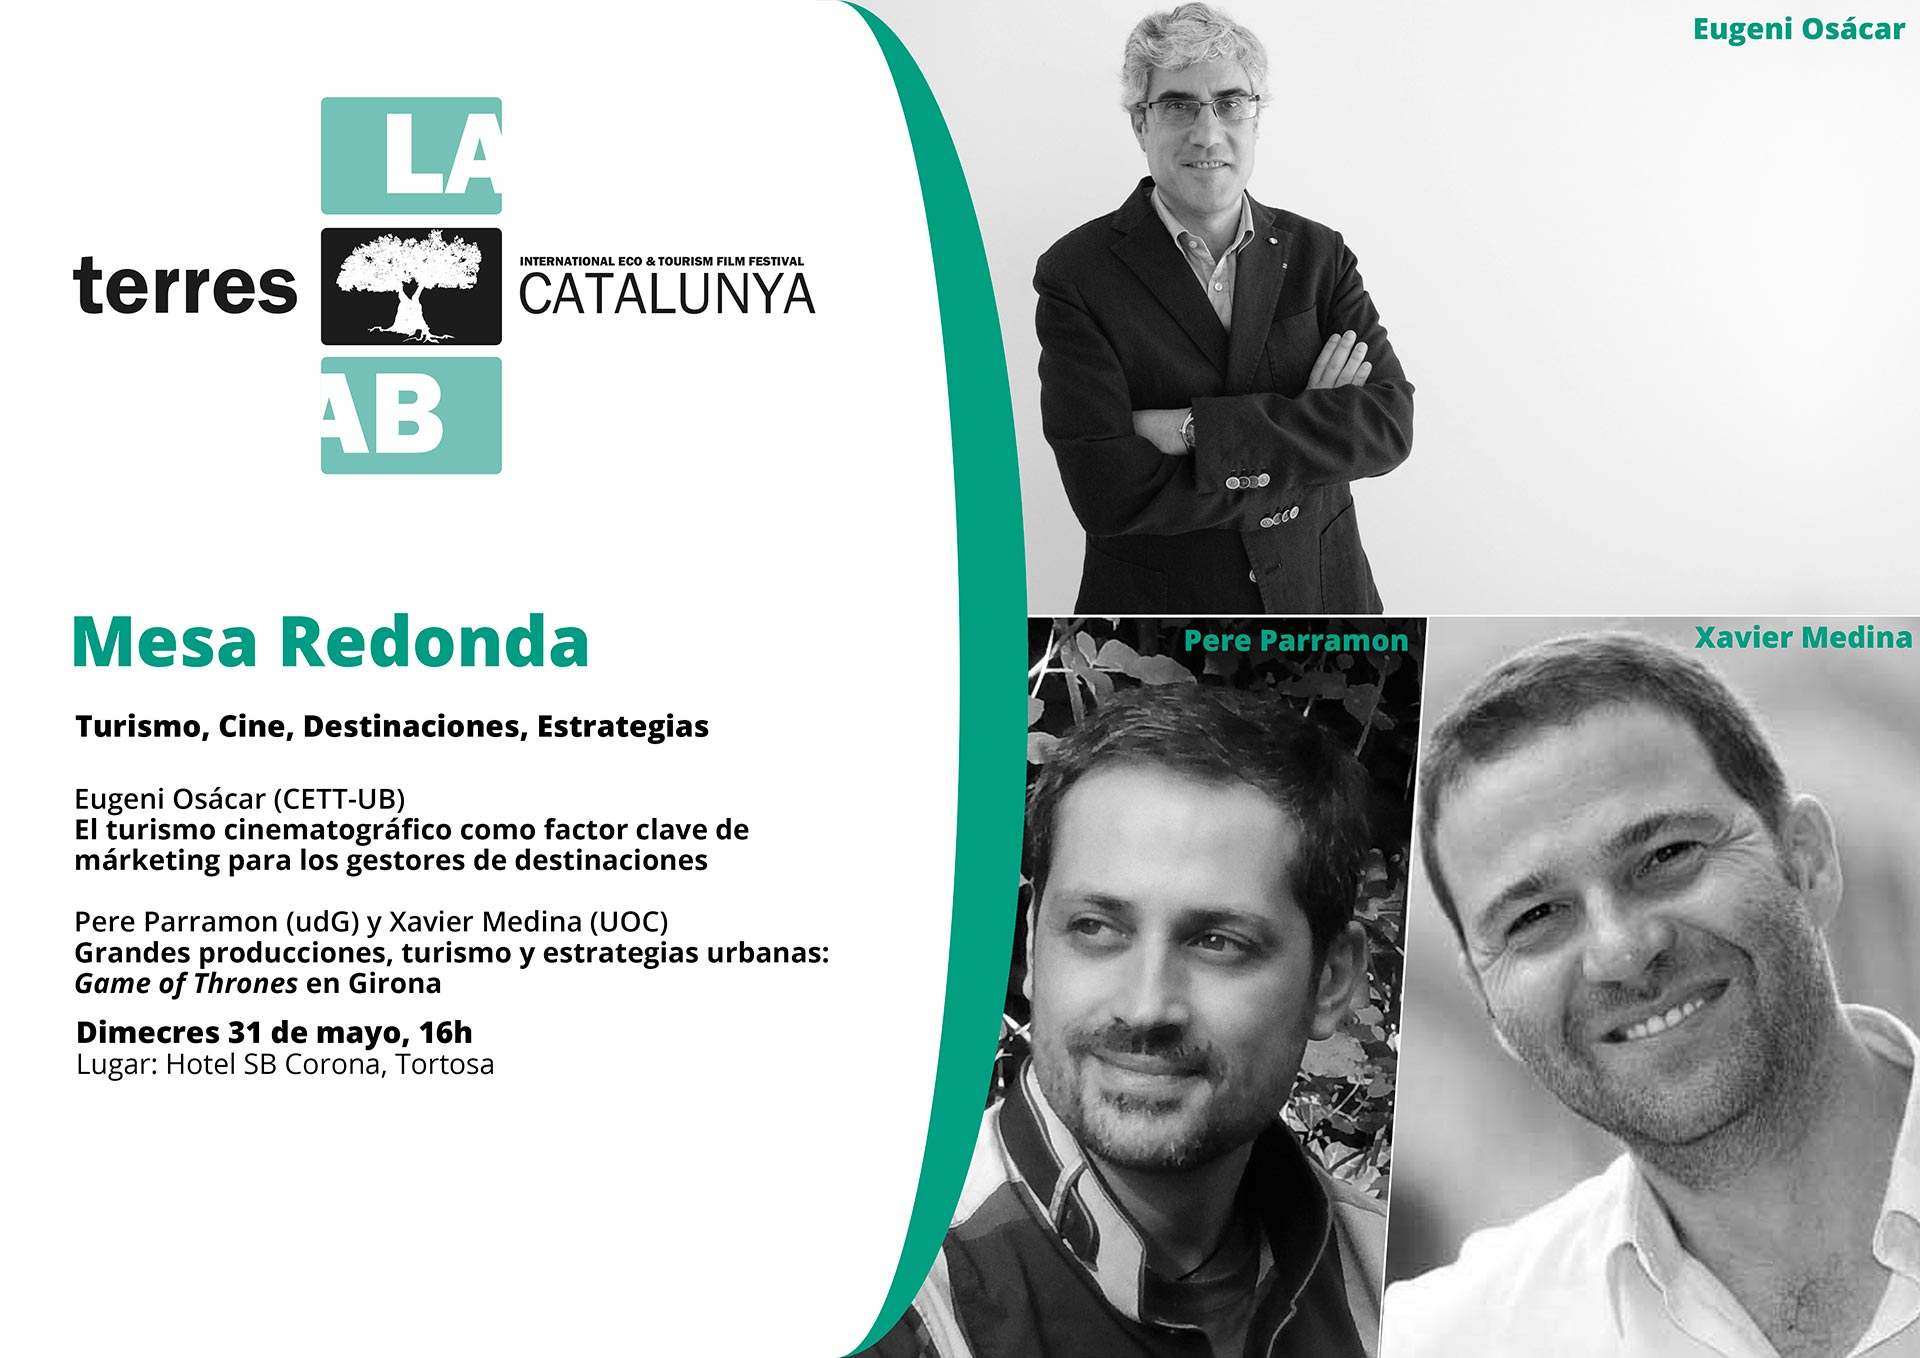 LA
terres
INTERNATIONAL ECO & TOURISM FILM FESTIVAL
CATALUNYA
AB
Mesa Redonda
Turismo, Cine, Destinaciones, Estrategias
Eugeni Osácar (CETT-UB)
El turismo cinematográfico como factor clave de
márketing para los gestores de destinaciones
Pere Parramon (udG) y Xavier Medina (UOC)
Grandes producciones, turismo y estrategias urbanas:
Game of Thrones en Girona
Dimecres 31 de mayo, 16h
Lugar: Hotel SB Corona, Tortosa
Eugeni Osácar
Pere Parramon
Xavier Medina